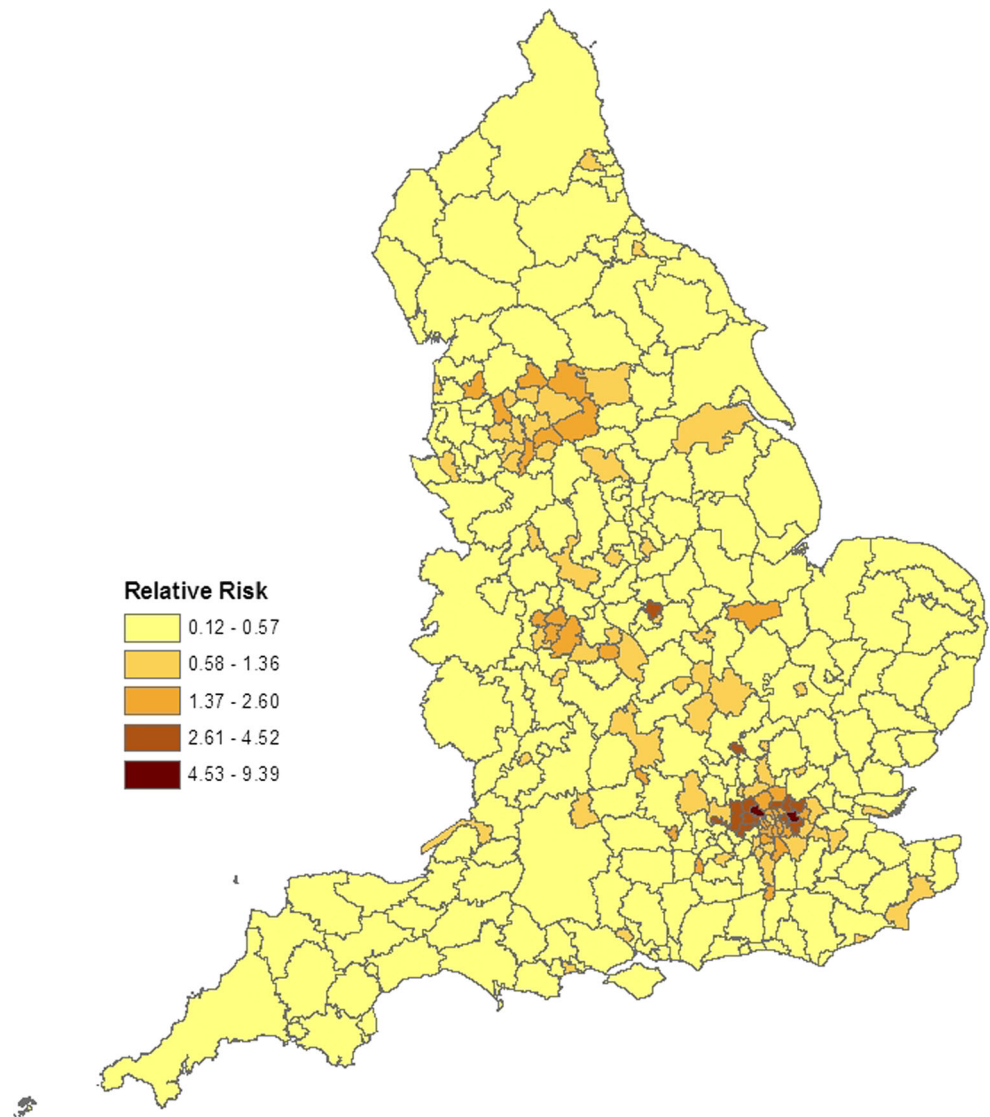 Relative Risk
0.12 - 0.57
0.58 - 1.36
1.37 - 2.60
2.61 - 4.52
4.53 - 9.39